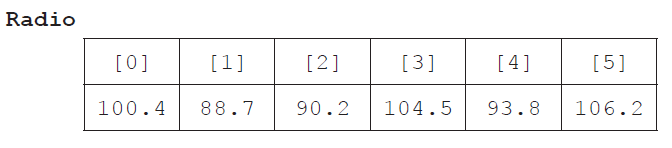 Radio
[0] [1] [2] [3] [4] [5]
100.4 88.7 90.2 104.5 93.8 106.2